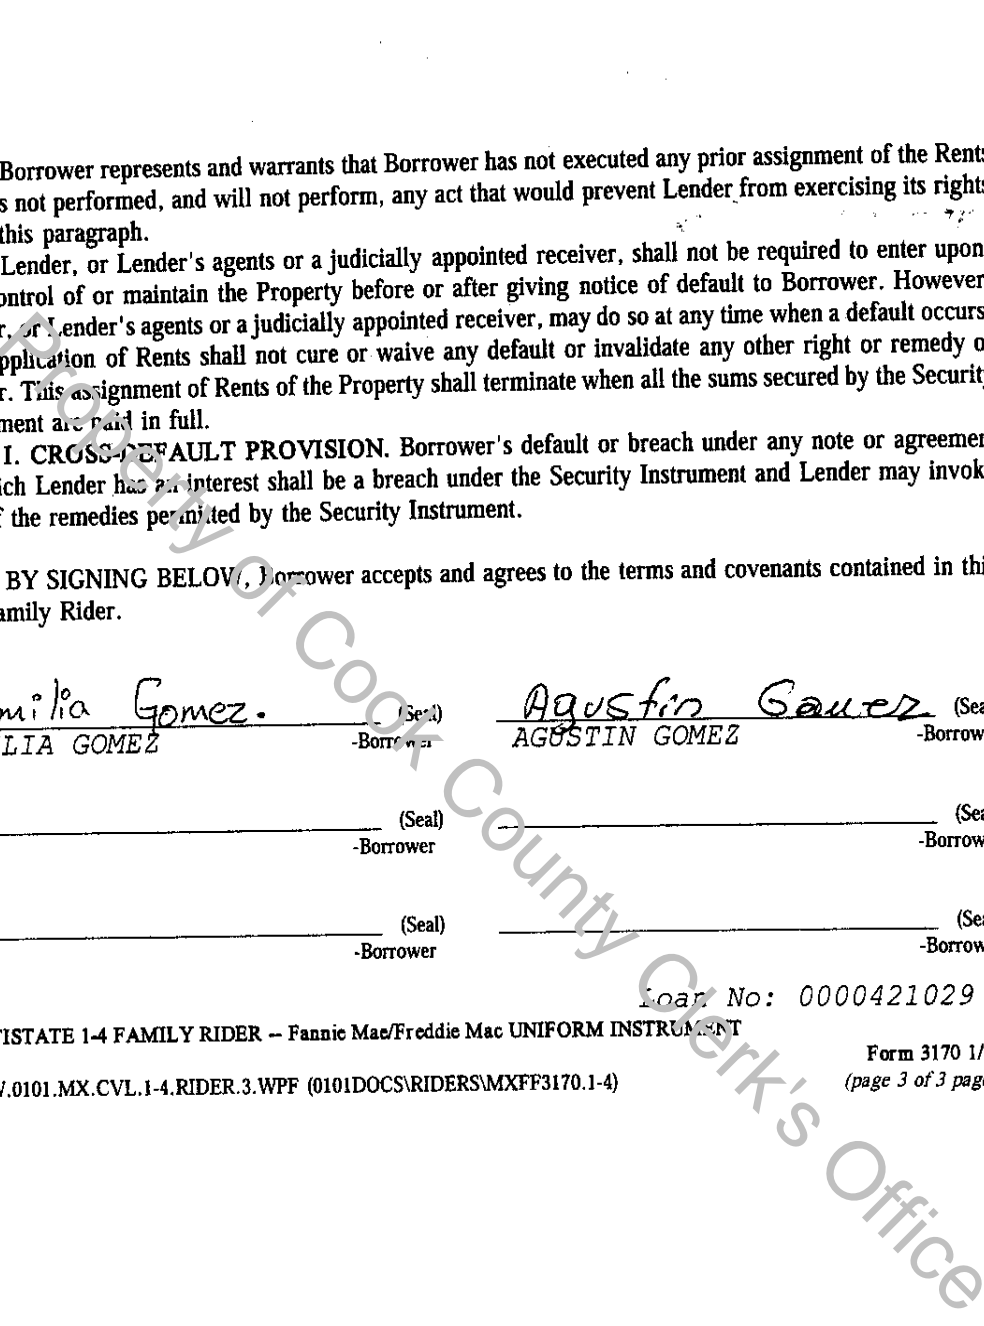 Borrower represents and warrants that Borrower has not executed any prior assignment of the Rents
s not performed, and will not perform, any act that would prevent Lender from exercising its rights
this paragraph.
Lender, or Lender's agents or a judicially appointed receiver, shall not be required to enter upon
ontrol of or maintain the Property before or after giving notice of default to Borrower. However
r, or Lender's agents or a judicially appointed receiver, may do so at any time when a default occurs
pplication of Rents shall not cure or waive any default or invalidate any other right or remedy o
r. This assignment of Rents of the Property shall terminate when all the sums secured by the Securit
ment are paid in full.
I. CROSS-DEFAULT PROVISION. Borrower's default or breach under any note or agreemer
ich Lender has an interest shall be a breach under the Security Instrument and Lender may invok
f the remedies permitted by the Security Instrument.
BY SIGNING BELOW, Borrower accepts and agrees to the terms and covenants contained in thi
amily Rider.
milia Gomez. (Seal) Agustin (Sea
LIA GOMEZ -Borrower AGUSTIN GOMEZ -Borrow
(Seal) (Sea
-Borrower -Borrow
(Seal) (Sea
-Borrower -Borrow
Loan No: 0000421029
TISTATE 1-4 FAMILY RIDER -- Fannie Mae/Freddie Mac UNIFORM INSTRUMENT
Form 3170 1/
V.0101.MX.CVL.1-4.RIDER.3.WPF (0101DOCS\RIDERS\MXFF3170.1-4) (page 3 of 3 page
Property of Cook County Clerk's Office